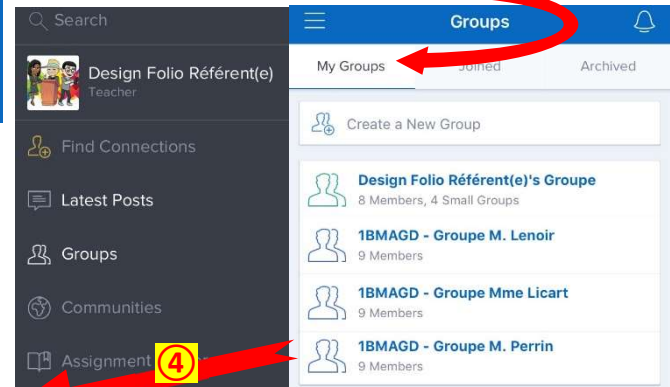 Search
Design Folio Référent(e)
Teacher
Find Connections
Latest Posts
Groups
Communities
Assignment
④
Groups
My Groups
Joined
Archived
Create a New Group
Design Folio Référent(e)'s Groupe
8 Members, 4 Small Groups
1BMAGD - Groupe M. Lenoir
9 Members
1BMAGD - Groupe Mme Licart
9 Members
1BMAGD - Groupe M. Perrin
9 Members